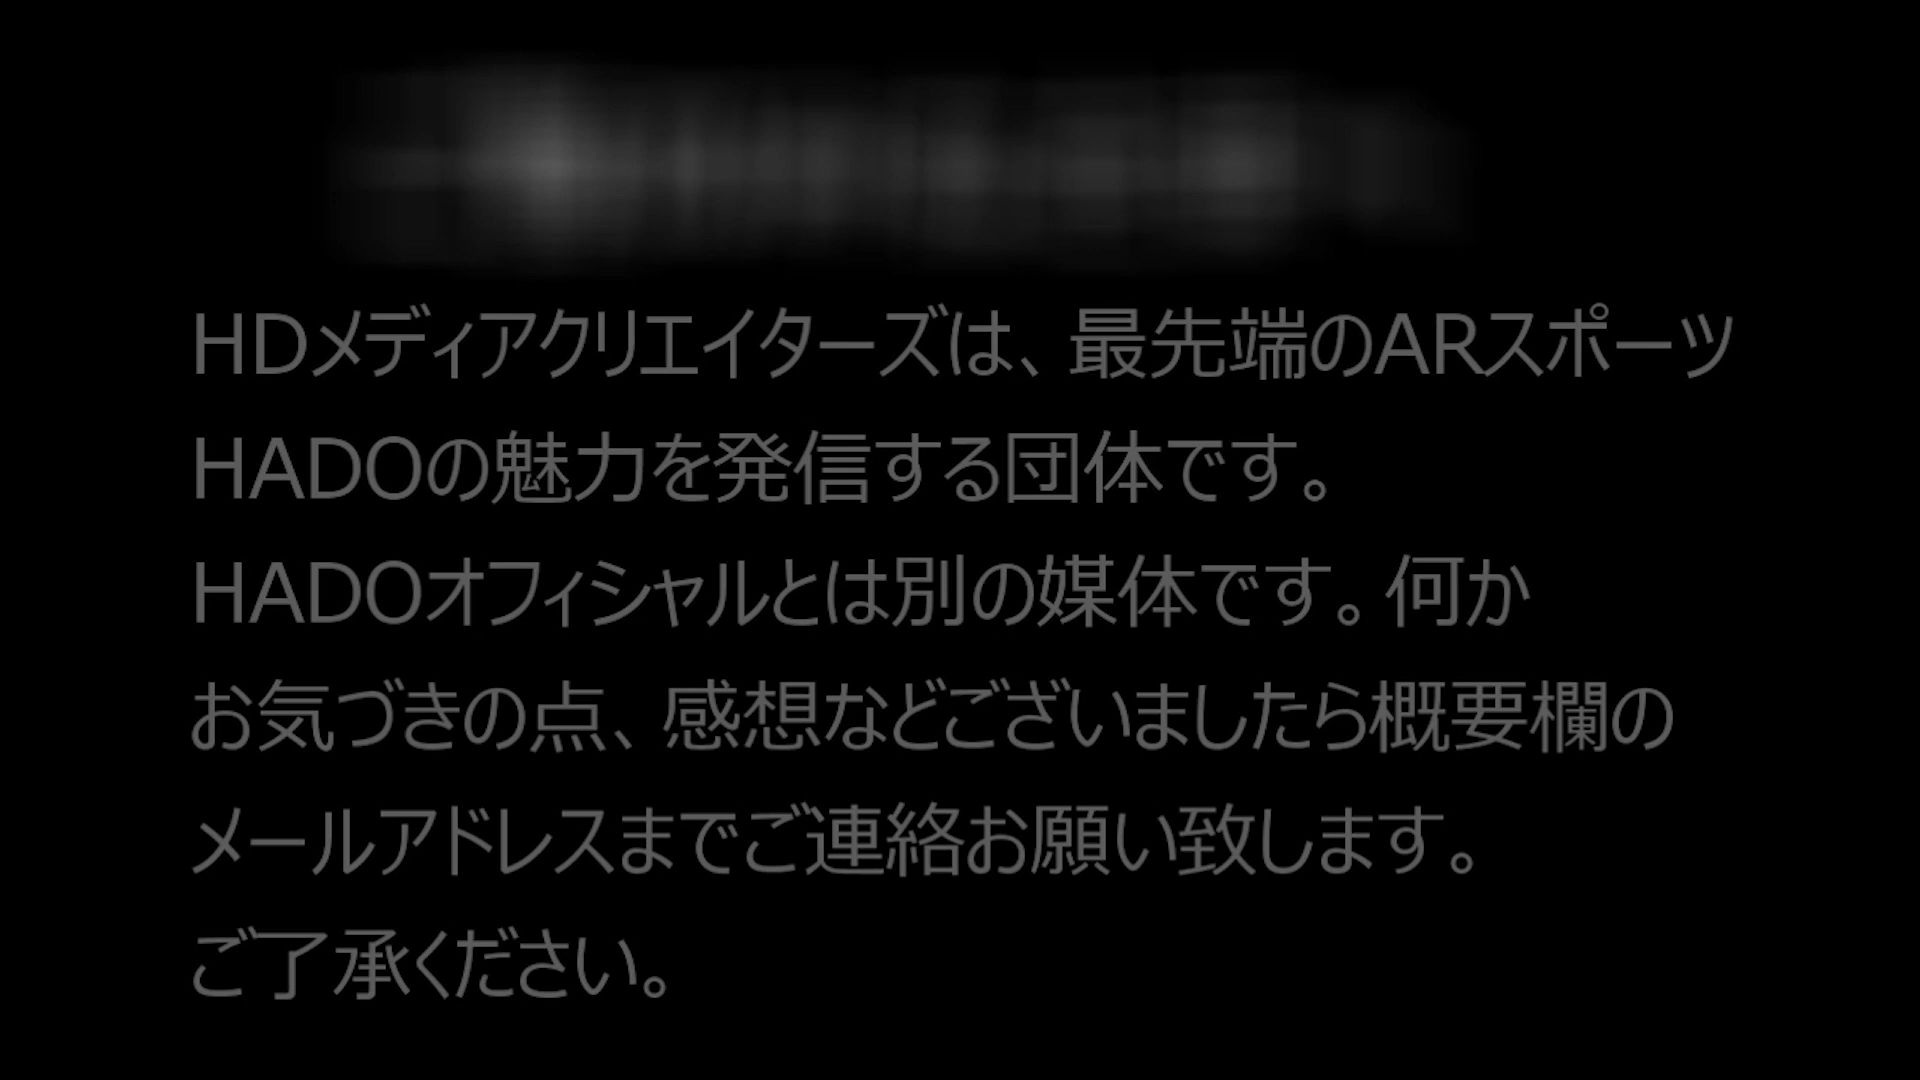 HDメディアクリエイターズは、最先端のARスポーツ
HADOの魅力を発信する団体です。
HADOオフィシャルとは別の媒体です。何か
お気づきの点、感想などございましたら概要欄の
メールアドレスまでご連絡お願い致します。
ご了承ください。